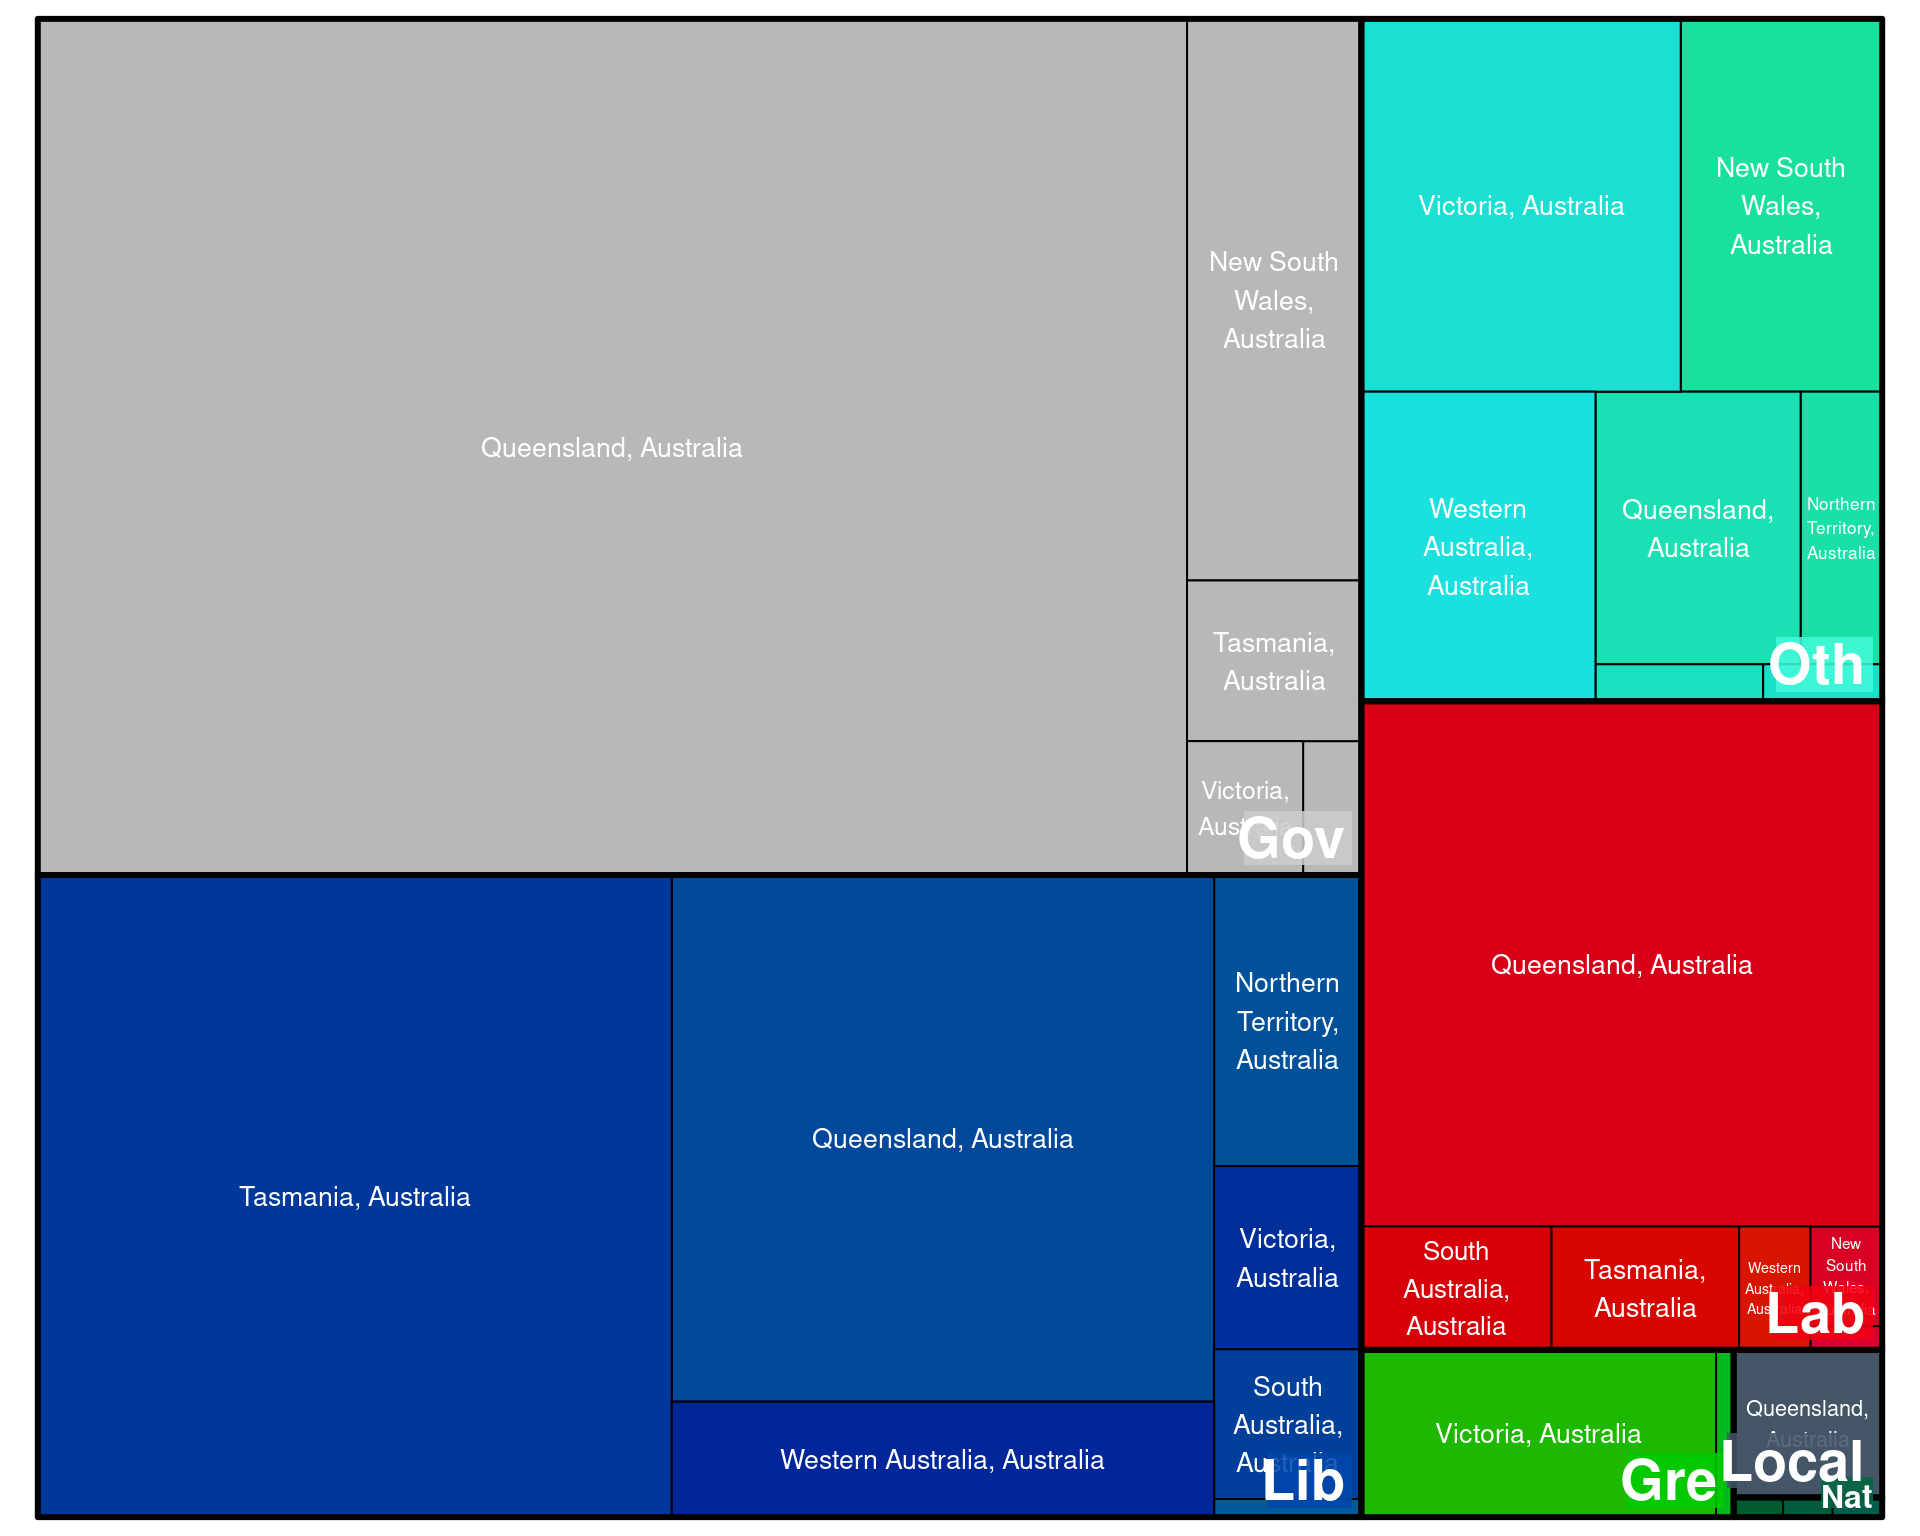 Queensland, Australia
New South
Wales,
Australia
Tasmania,
Australia
Victoria,
Gov
Victoria, Australia
New South
Wales,
Australia
Western
Australia,
Australia
Queensland,
Australia
Northern
Territory,
Australia
Oth
Tasmania, Australia
Queensland, Australia
Western Australia, Australia
Northern
Territory,
Australia
Victoria,
Australia
South
Australia,
Lib
Queensland, Australia
South
Australia,
Australia
Tasmania,
Australia
Western
Australia,
New
South
Wales,
Lab
Victoria, Australia
Gre
Queensland,
Australia
Local
Nat